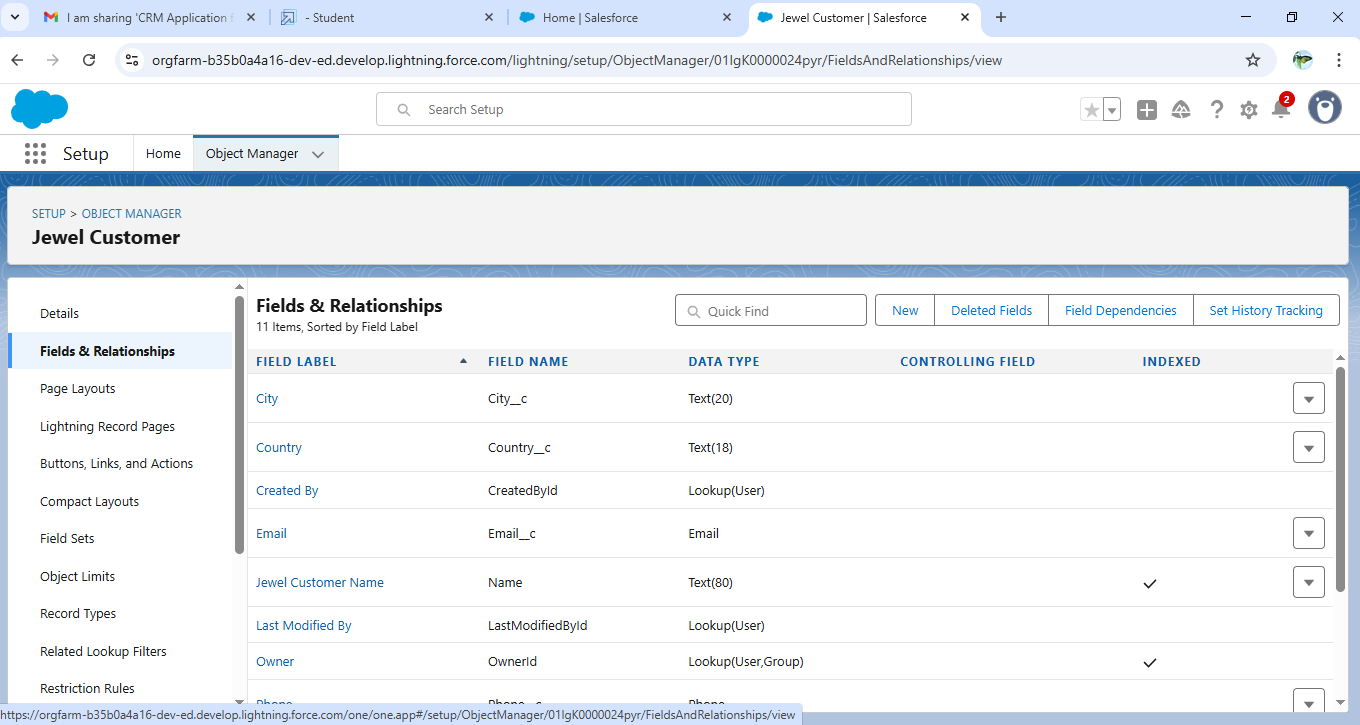 I am sharing 'CRM Application f
- Student
Home | Salesforce
Jewel Customer | Salesforce
orgfarm-b35b0a4a16-dev-ed.develop.lightning.force.com/lightning/setup/ObjectManager/01IgK0000024pyr/FieldsAndRelationships/view
Search Setup
2
Setup
Home
Object Manager
SETUP > OBJECT MANAGER
Jewel Customer
Details
Fields & Relationships
Page Layouts
Lightning Record Pages
Buttons, Links, and Actions
Compact Layouts
Field Sets
Object Limits
Record Types
Related Lookup Filters
Restriction Rules
Fields & Relationships
11 Items, Sorted by Field Label
Quick Find
New
Deleted Fields
Field Dependencies
Set History Tracking
FIELD LABEL FIELD NAME DATA TYPE CONTROLLING FIELD INDEXED
City City__c Text(20)
Country Country__c Text(18)
Created By CreatedById Lookup(User)
Email Email__c Email
Jewel Customer Name Name Text(80)
Last Modified By LastModifiedById Lookup(User)
Owner OwnerId Lookup(User,Group)
Phone Phone__c Phone
https://orgfarm-b35b0a4a16-dev-ed.develop.lightning.force.com/one/one.app#/setup/ObjectManager/01IgK0000024pyr/FieldsAndRelationships/view